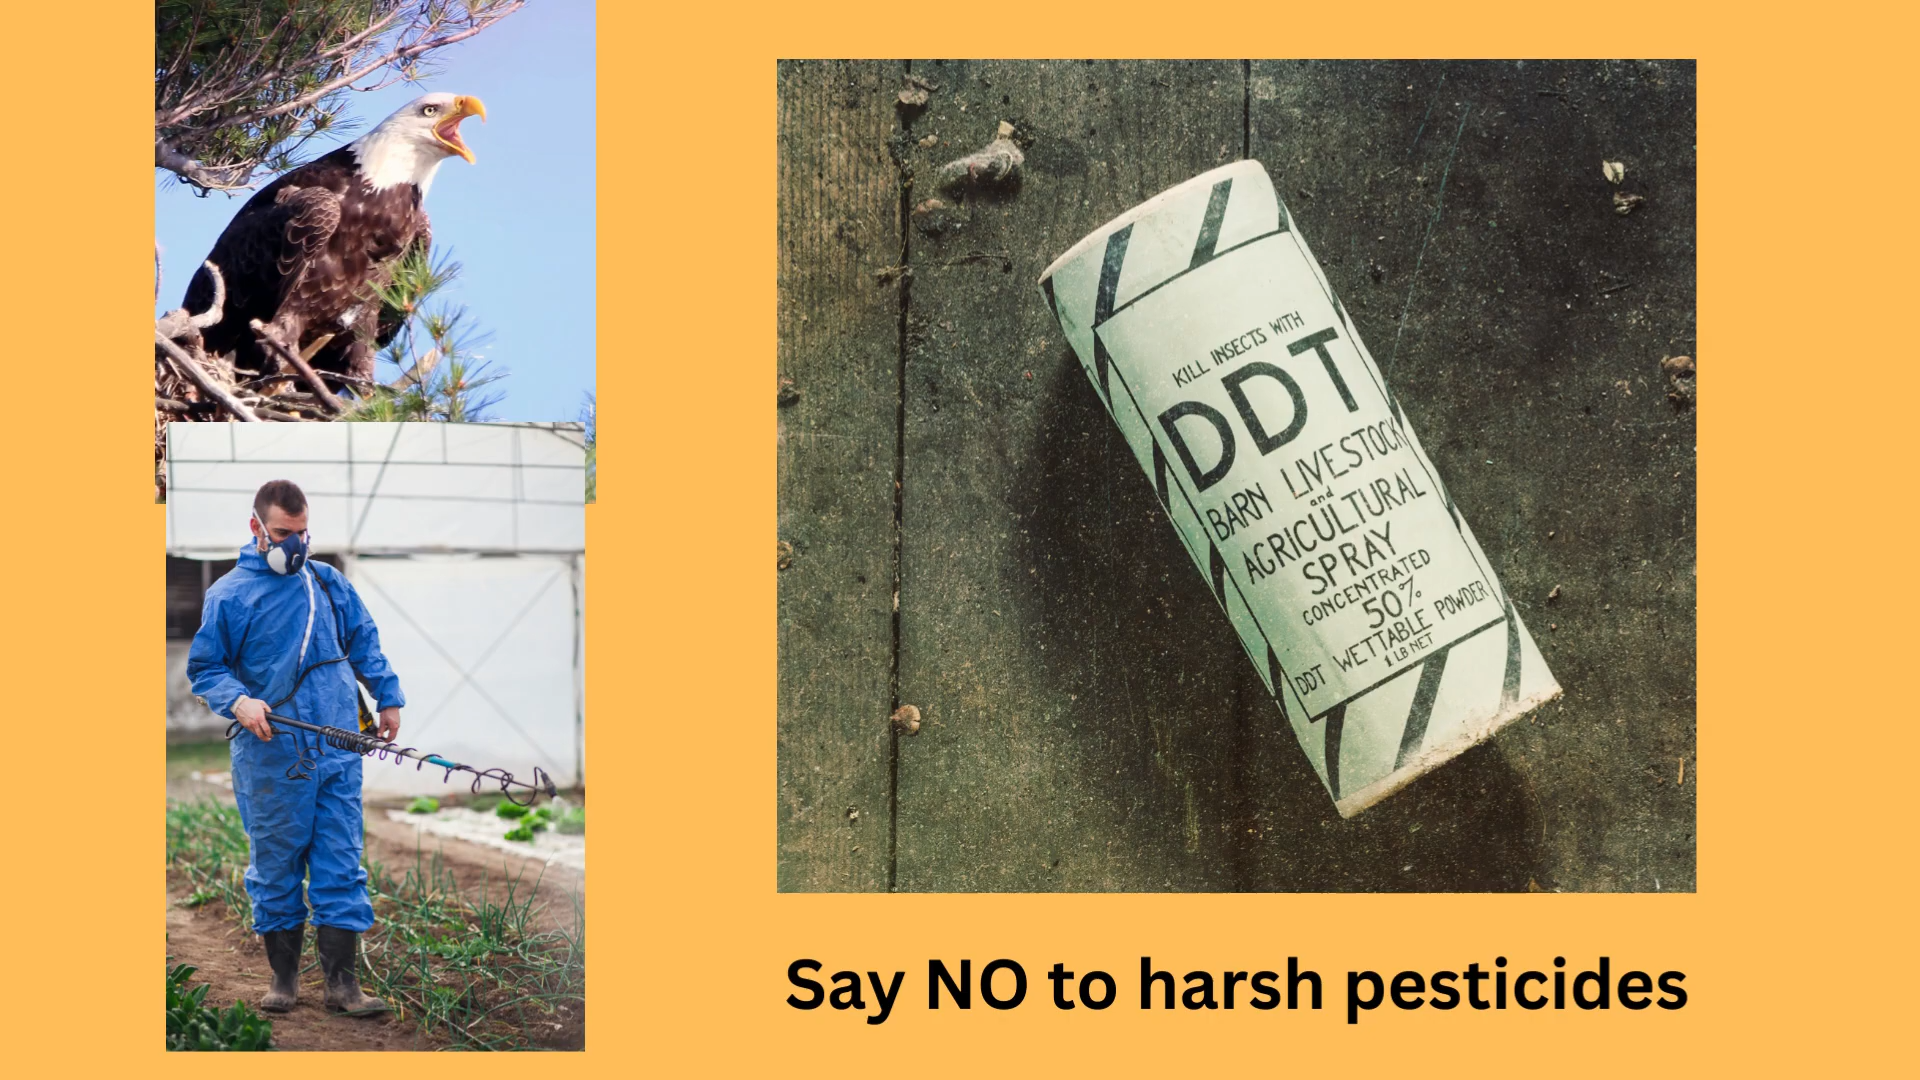 KILL INSECTS WITH
DDT
BARN LIVESTOCK
and
AGRICULTURAL
SPRAY
CONCENTRATED
50%
DDT WETTABLE POWDER
1 LB NET
Say NO to harsh pesticides